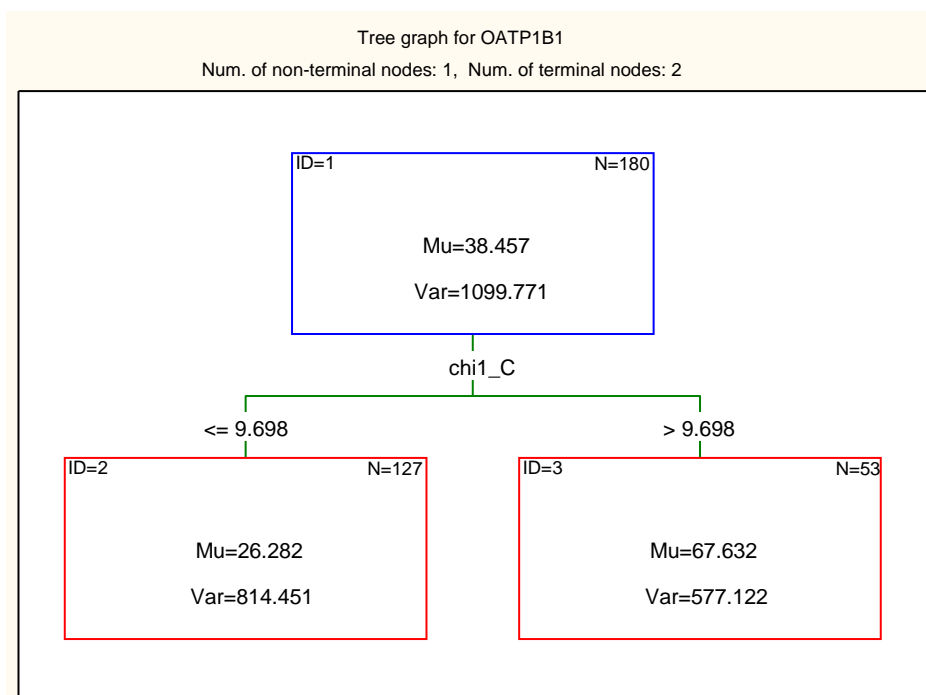 Tree graph for OATP1B1
Num. of non-terminal nodes: 1,  Num. of terminal nodes: 2
ID=1 N=180
Mu=38.457
Var=1099.771
chi1_C
<= 9.698 > 9.698
ID=2 N=127 ID=3 N=53
Mu=26.282 Mu=67.632
Var=814.451 Var=577.122